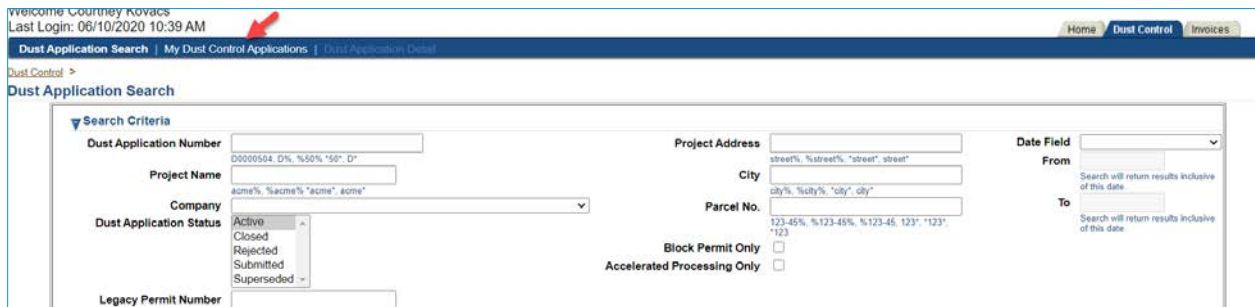 Welcome Courtney Kovacs
Last Login: 06/10/2020 10:39 AM
Home Dust Control Invoices
Dust Application Search | My Dust Control Applications | Dust Application Detail
Dust Control >
Dust Application Search
Search Criteria
Dust Application Number
D0000504, D%, %50% *50*, D*
Project Name
acme%, %acme% *acme*, acme*
Company
Dust Application Status
Active
Closed
Rejected
Submitted
Superseded
Legacy Permit Number
Project Address
street%, %street%, *street*, street*
City
city%, %city%, *city*, city*
Parcel No.
123-45%, %123-45%, %123-45, 123*, *123*,
*123
Block Permit Only
Accelerated Processing Only
Date Field
From
Search will return results inclusive
of this date
To
Search will return results inclusive
of this date